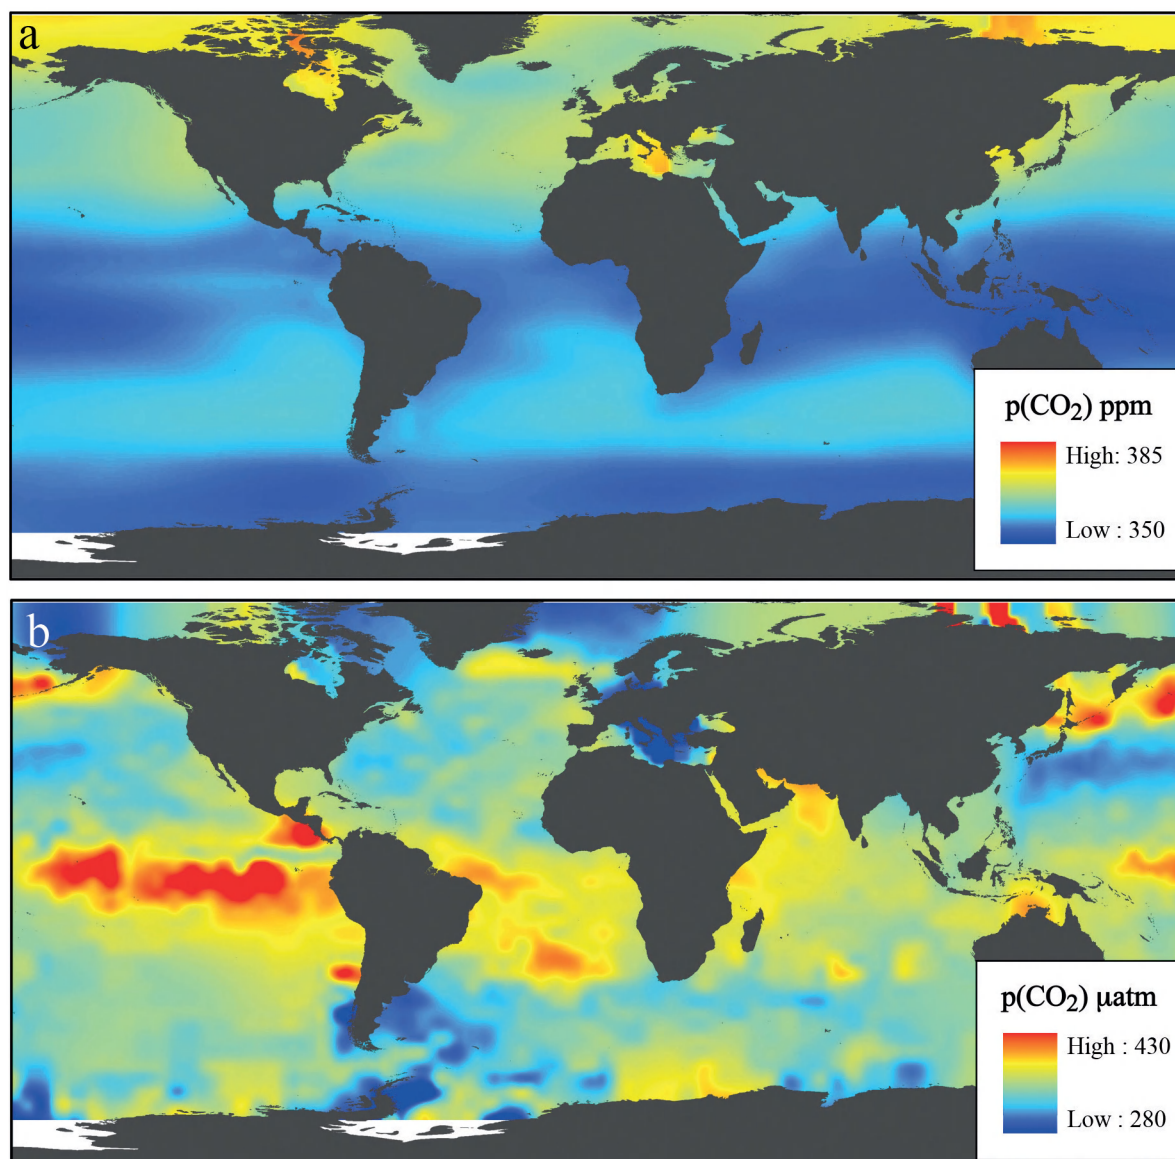 a
p(CO₂) ppm
High: 385
Low : 350
b
p(CO₂) µatm
High : 430
Low : 280